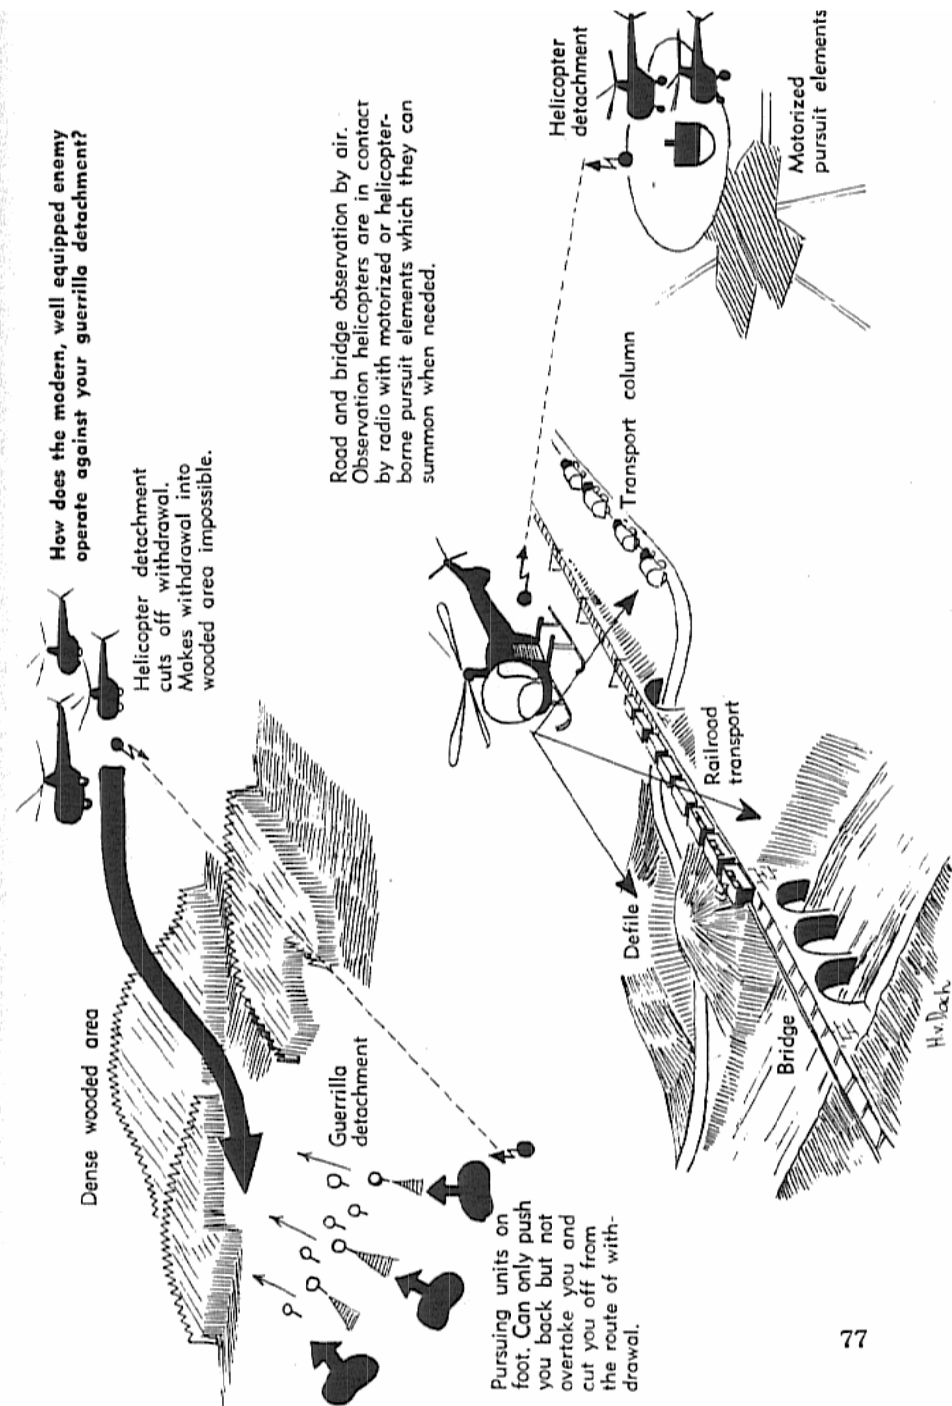 How does the modern, well equipped enemy
operate against your guerrilla detachment?
Helicopter detachment
cuts off withdrawal.
Makes withdrawal into
wooded area impossible.
Dense wooded area
Guerrilla
detachment
Pursuing units on
foot. Can only push
you back but not
overtake you and
cut you off from
the route of with-
drawal.
Road and bridge observation by air.
Observation helicopters are in contact
by radio with motorized or helicopter-
borne pursuit elements which they can
summon when needed.
Helicopter
detachment
Motorized
pursuit elements
Transport column
Railroad
transport
Defile
Bridge
H.v.Dach
77